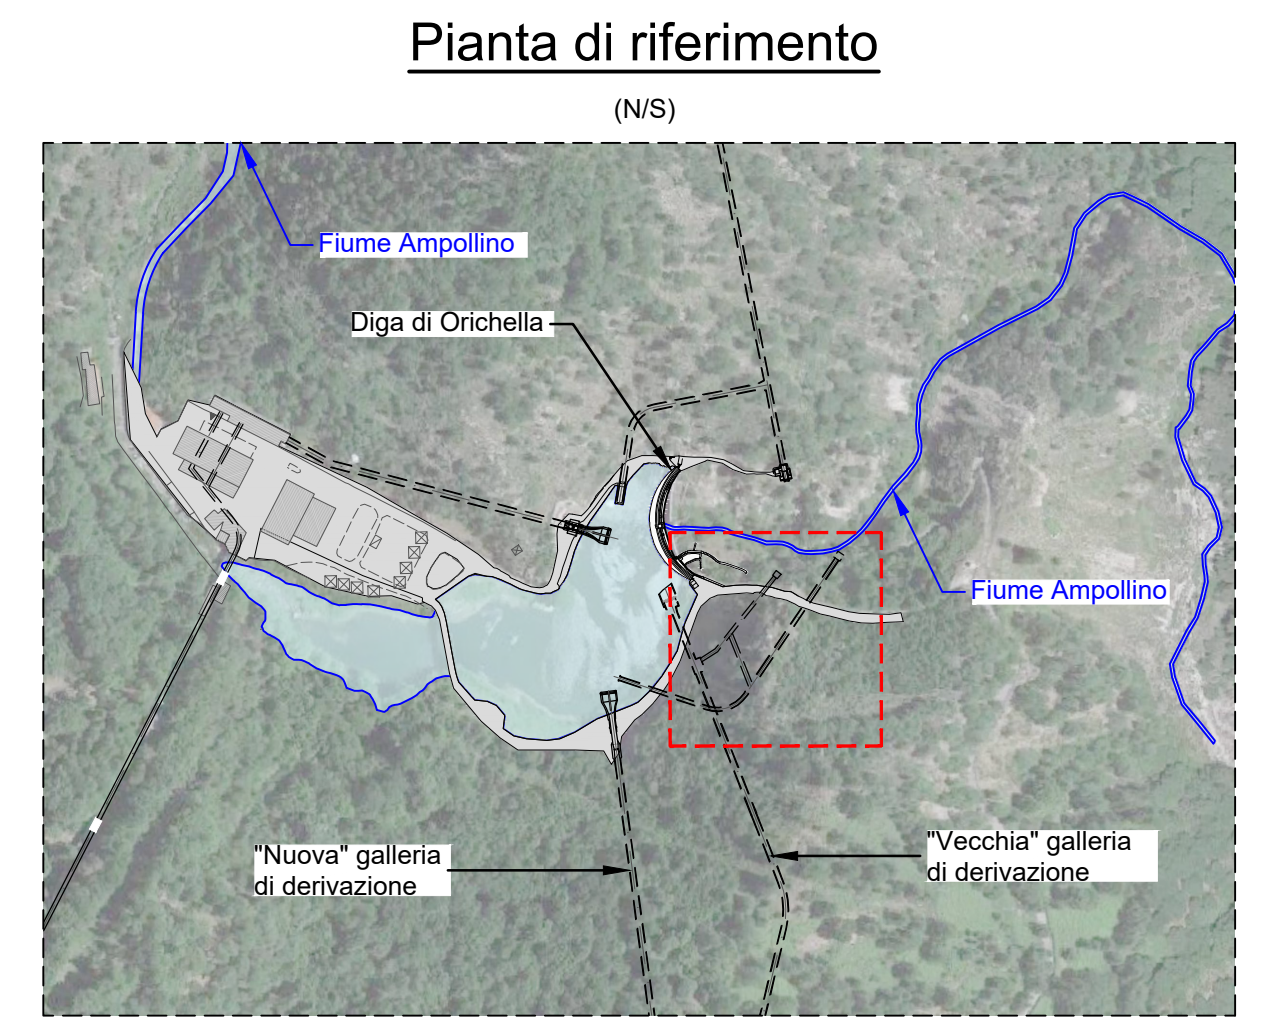 Pianta di riferimento
(N/S)
Fiume Ampollino
Diga di Orichella
Fiume Ampollino
"Nuova" galleria
di derivazione
"Vecchia" galleria
di derivazione